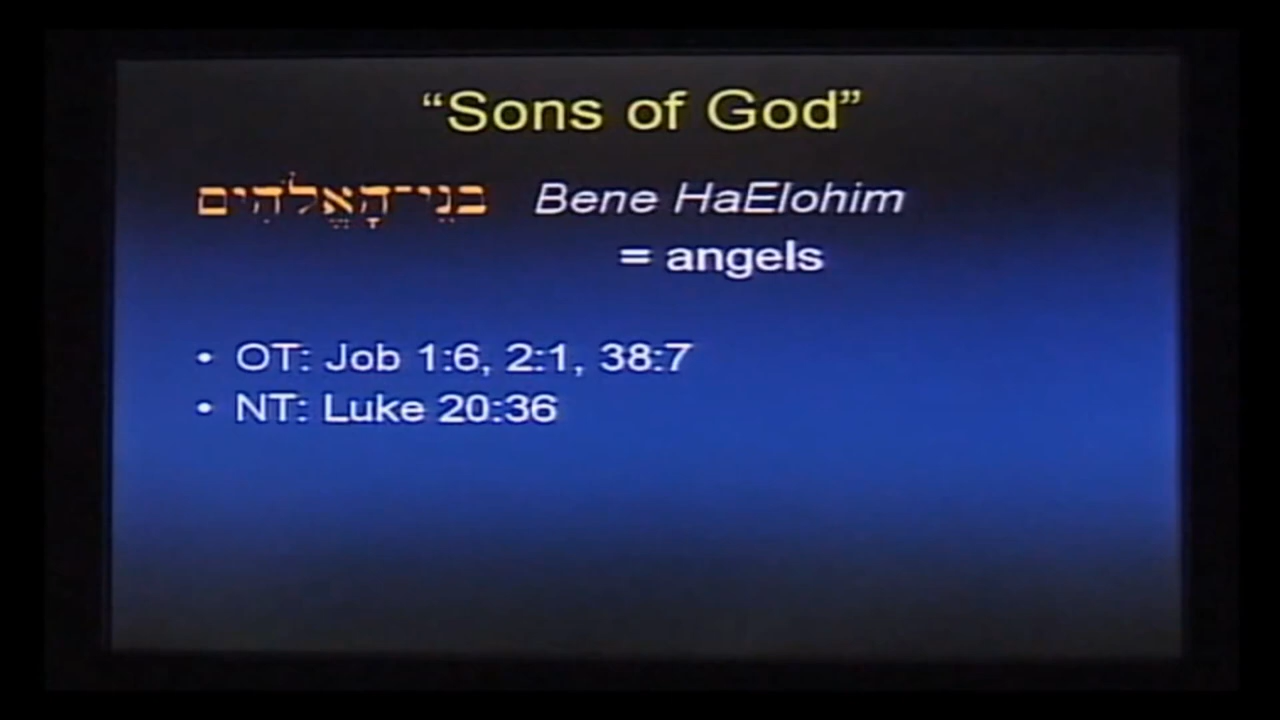 “Sons of God”
בְּנֵי־הָאֱלֹהִים Bene HaElohim
= angels
• OT: Job 1:6, 2:1, 38:7
• NT: Luke 20:36